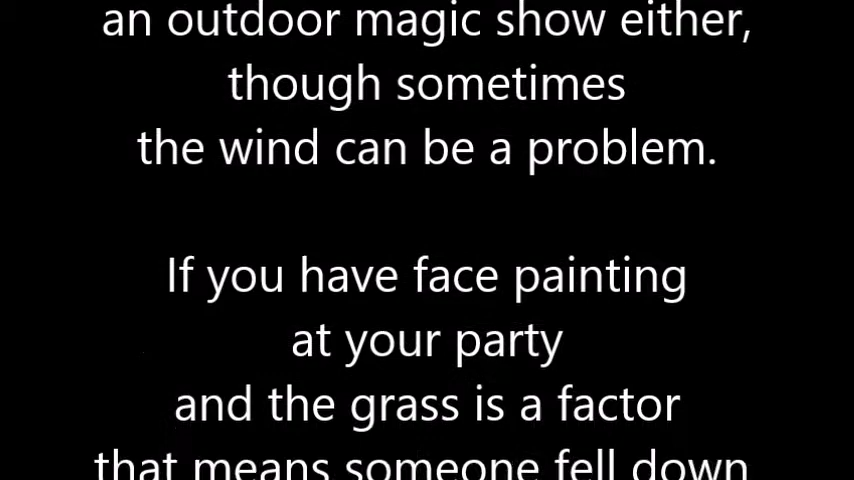 an outdoor magic show either,
though sometimes
the wind can be a problem.
If you have face painting
at your party
and the grass is a factor
that means someone fell down